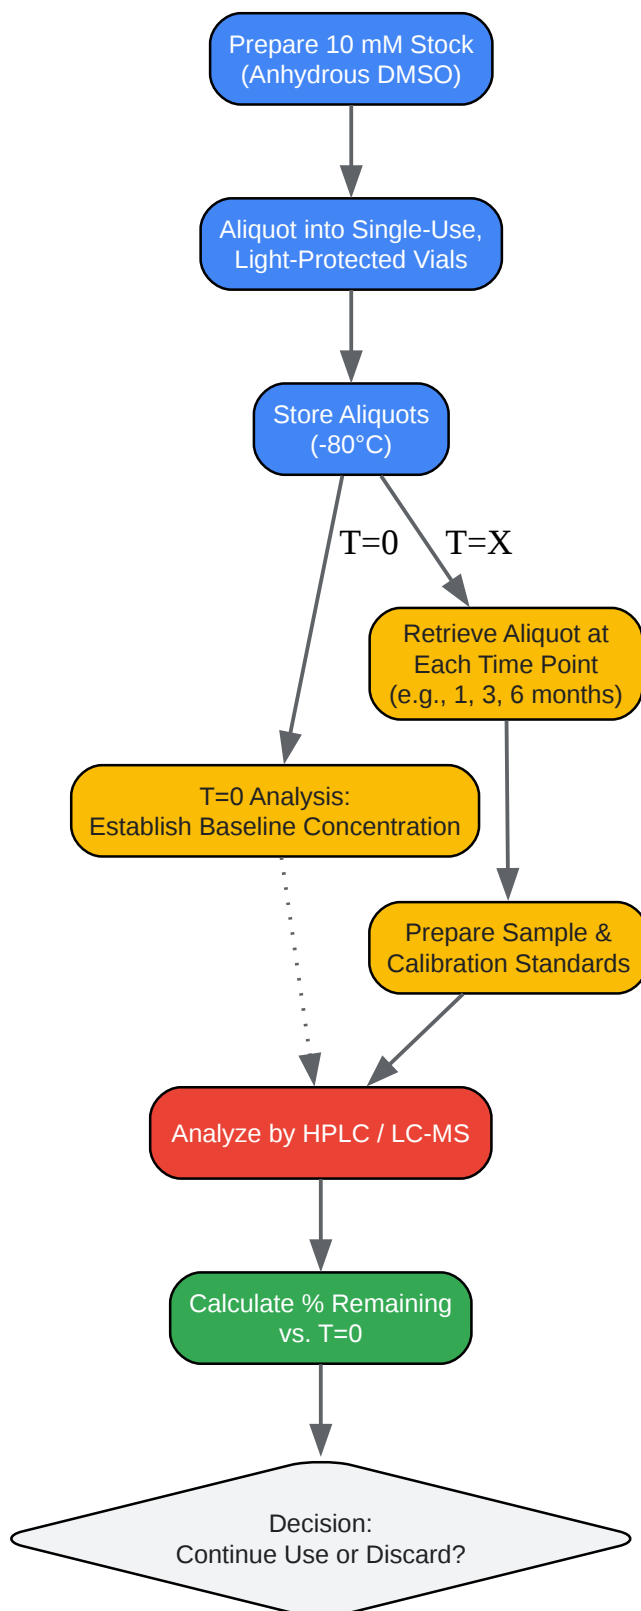 Prepare 10 mM Stock
(Anhydrous DMSO)
Aliquot into Single-Use,
Light-Protected Vials
Store Aliquots
(-80°C)
T=0
T=X
Retrieve Aliquot at
Each Time Point
(e.g., 1, 3, 6 months)
T=0 Analysis:
Establish Baseline Concentration
Prepare Sample &
Calibration Standards
Analyze by HPLC / LC-MS
Calculate % Remaining
vs. T=0
Decision:
Continue Use or Discard?